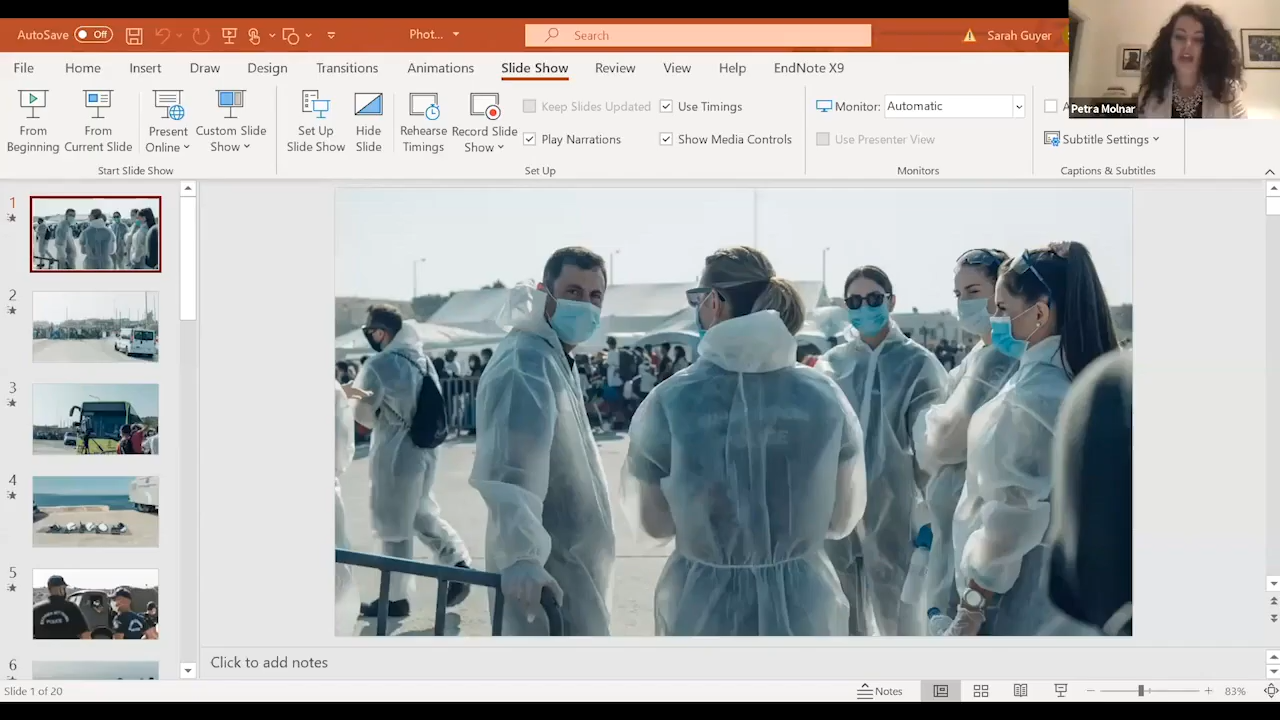 AutoSave Off Phot... Search Sarah Guyer
File Home Insert Draw Design Transitions Animations Slide Show Review View Help EndNote X9
Petra Molnar
From Beginning
From Current Slide
Present Online
Custom Slide Show
Start Slide Show
Set Up Slide Show
Hide Slide
Rehearse Timings
Record Slide Show
Keep Slides Updated
Use Timings
Play Narrations
Show Media Controls
Set Up
Monitor: Automatic
Use Presenter View
Monitors
Subtitle Settings
Captions & Subtitles
1
2
3
4
5
6
Click to add notes
Slide 1 of 20
Notes
83%